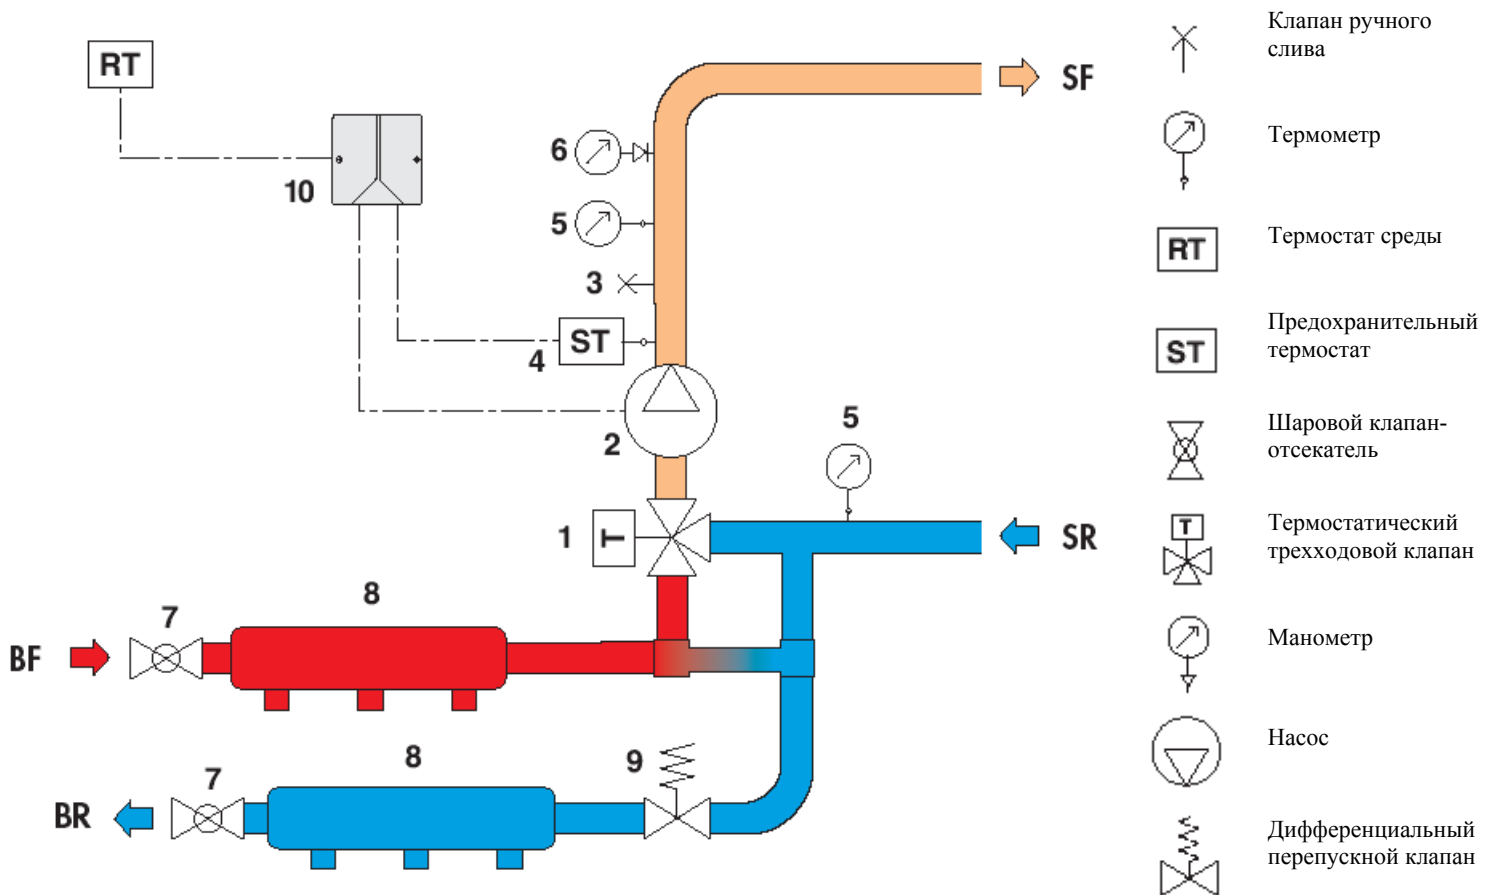 RT
10
6
5
3
ST
4
2
5
1
T
SF
SR
7
8
BF
7
8
9
BR
Клапан ручного
слива
Термометр
RT
Термостат среды
ST
Предохранительный
термостат
Шаровой клапан-
отсекатель
T
Термостатический
трехходовой клапан
Манометр
Насос
Дифференциальный
перепускной клапан